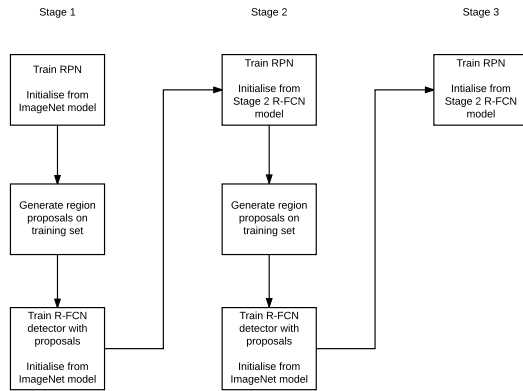 Stage 1
Train RPN
Initialise from
ImageNet model
Generate region
proposals on
training set
Train R-FCN
detector with
proposals
Initialise from
ImageNet model
Stage 2
Train RPN
Initialise from
Stage 2 R-FCN
model
Generate region
proposals on
training set
Train R-FCN
detector with
proposals
Initialise from
ImageNet model
Stage 3
Train RPN
Initialise from
Stage 2 R-FCN
model